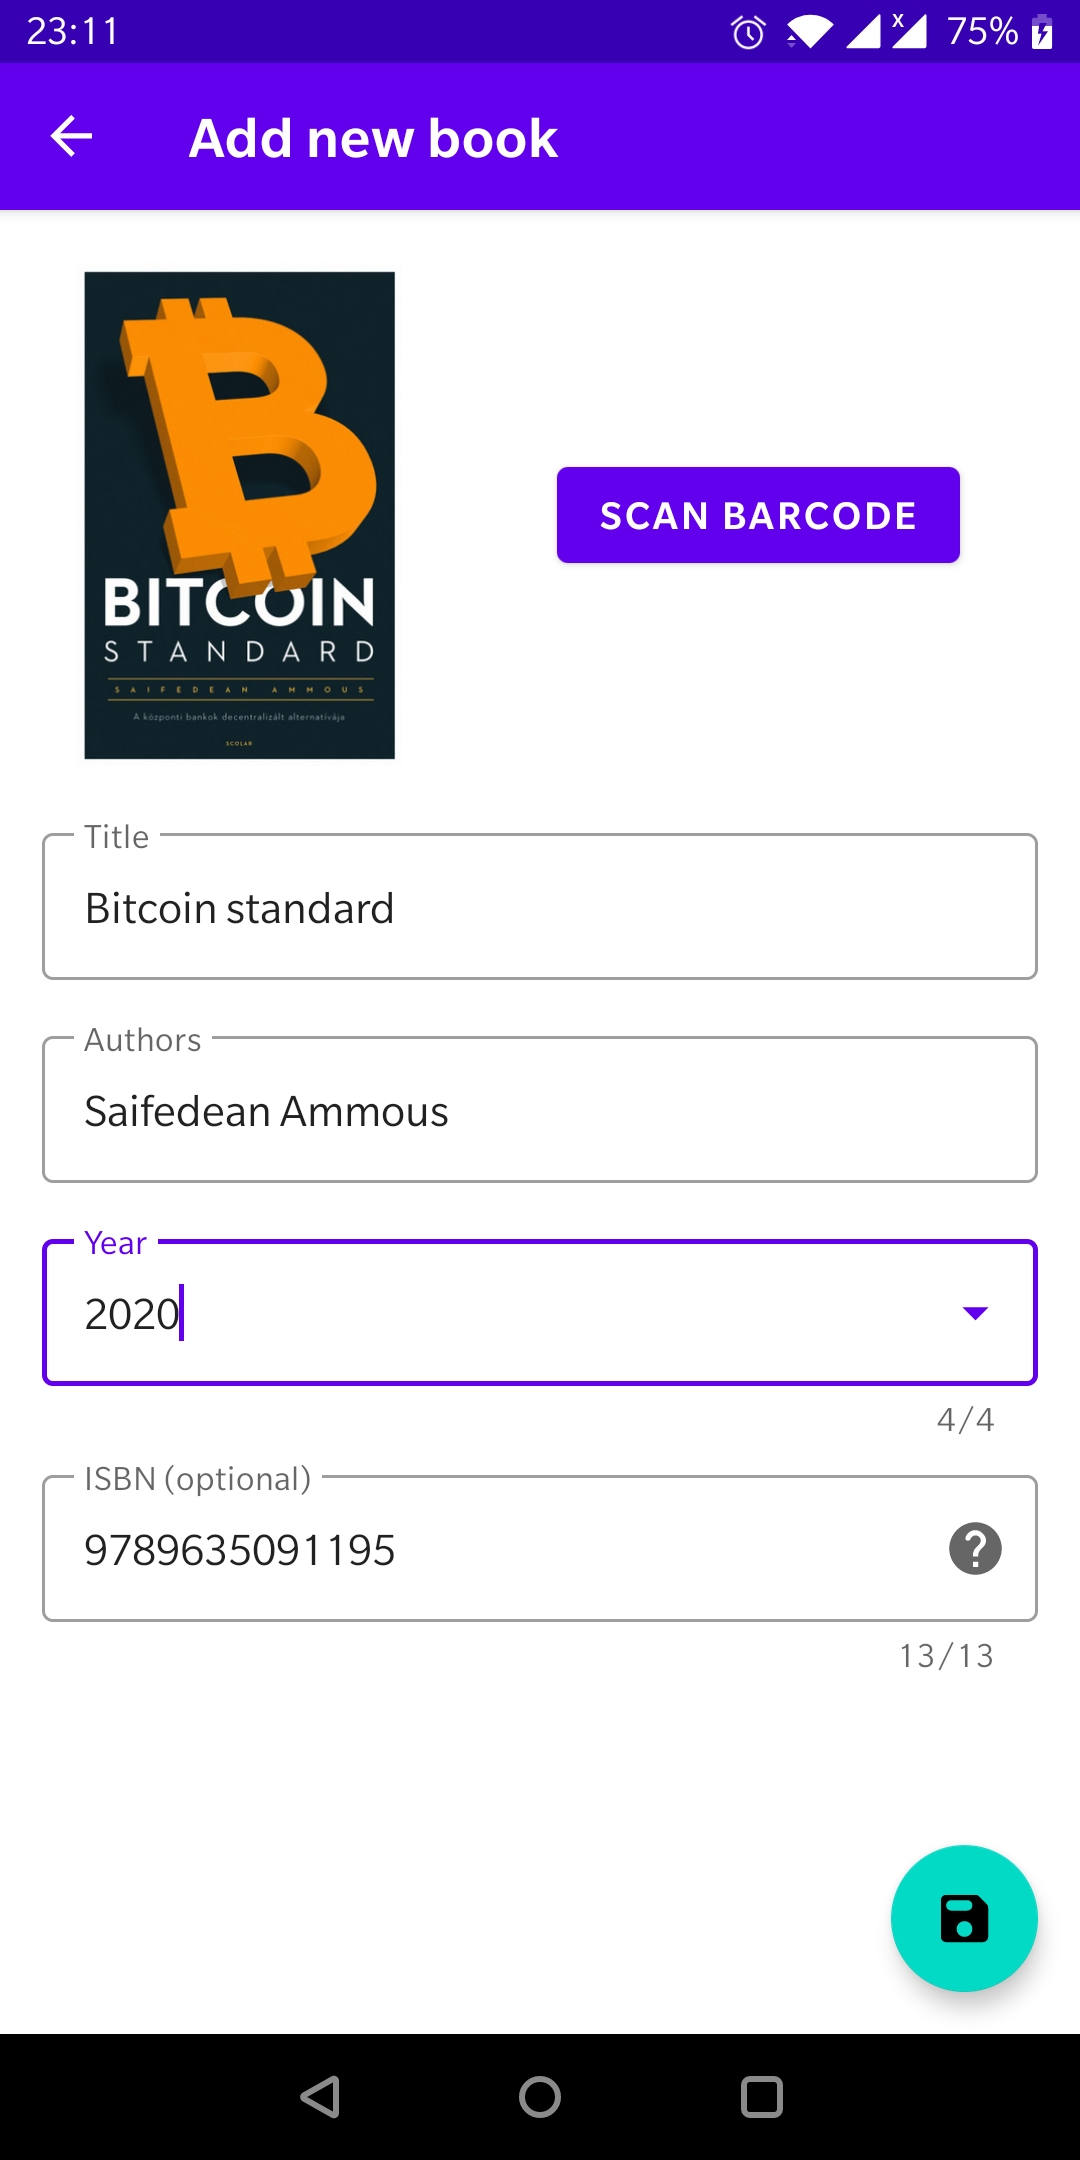 23:11
x
75%
Add new book
BITCOIN
STANDARD
SAIFEDEAN AMMOUS
A központi bankok decentralizált alternatívája
SCOLAR
SCAN BARCODE
Title
Bitcoin standard
Authors
Saifedean Ammous
Year
2020
4/4
ISBN (optional)
9789635091195
?
13/13